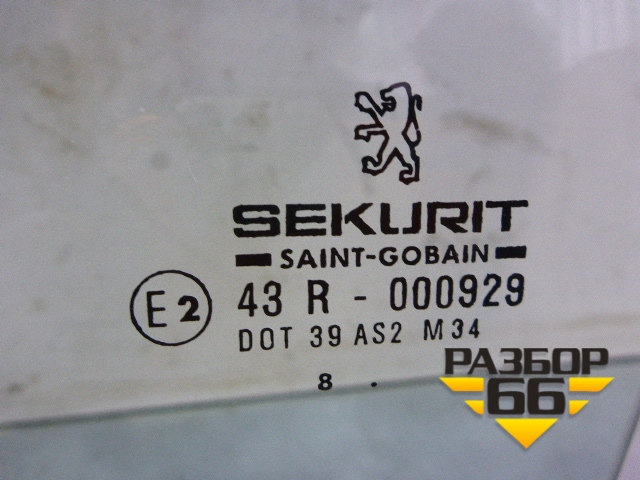 SEKURIT
SAINT-GOBAIN
E2 43 R - 000929
DOT 39 AS2 M34
8 .
РАЗБОР
66